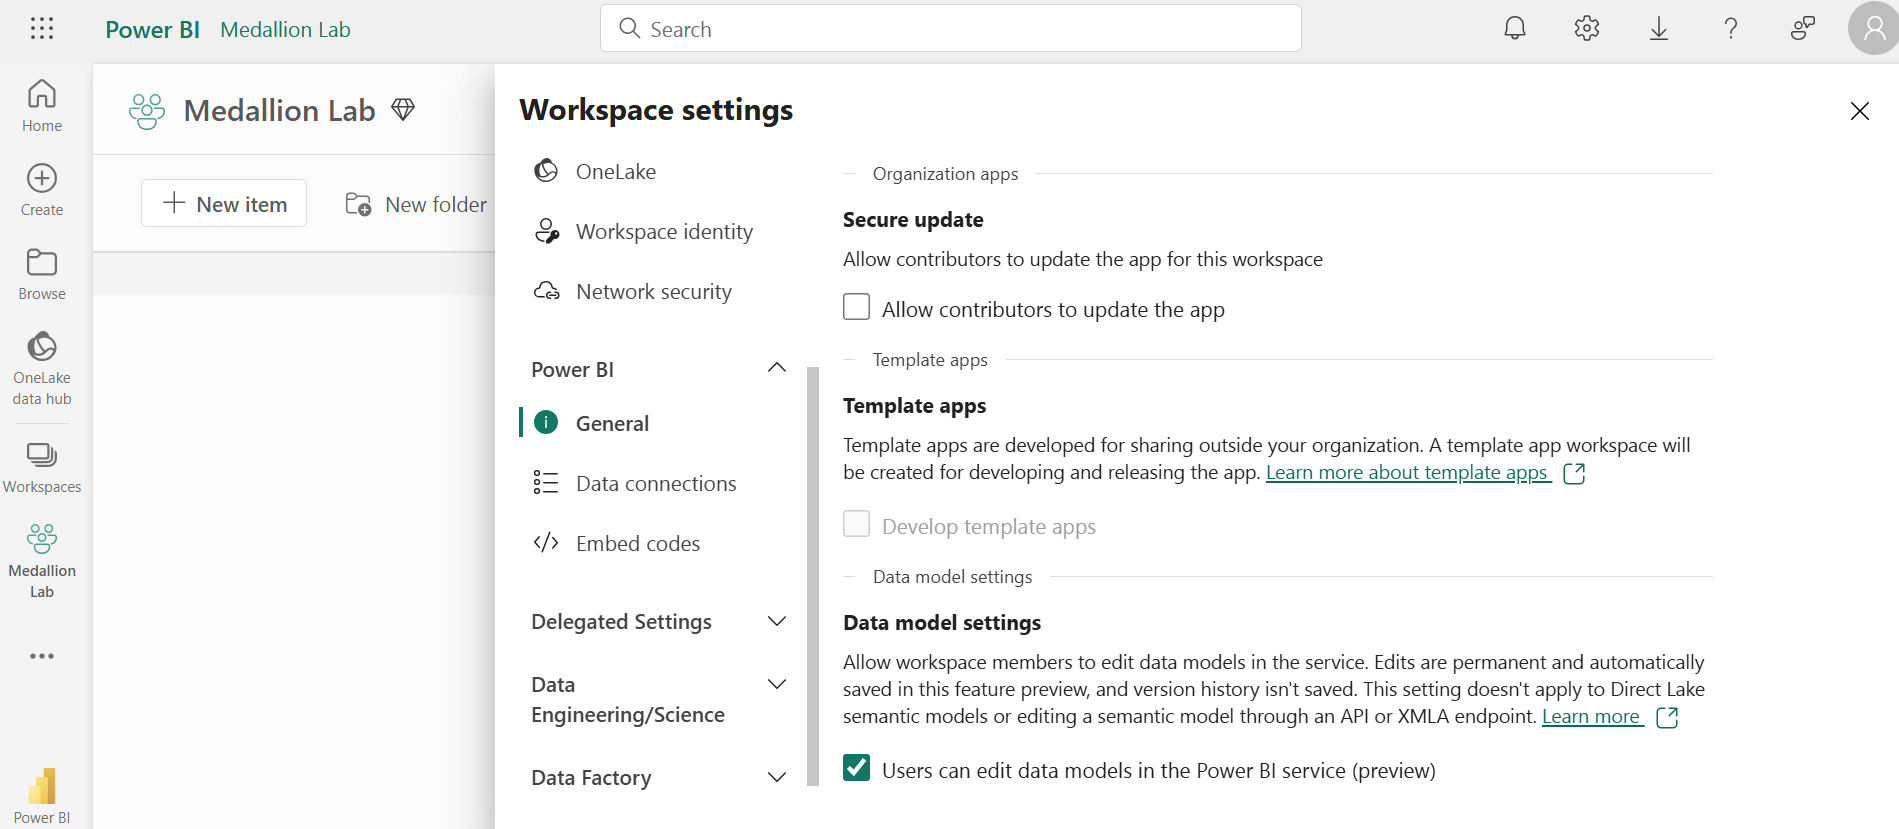 Power BI Medallion Lab
Search
Home
Create
Browse
OneLake
data hub
Workspaces
Medallion
Lab
Power BI
Medallion Lab
New item
New folder
Workspace settings
OneLake
Workspace identity
Network security
Power BI
General
Data connections
Embed codes
Delegated Settings
Data
Engineering/Science
Data Factory
Organization apps
Secure update
Allow contributors to update the app for this workspace
Allow contributors to update the app
Template apps
Template apps
Template apps are developed for sharing outside your organization. A template app workspace will
be created for developing and releasing the app. Learn more about template apps
Develop template apps
Data model settings
Data model settings
Allow workspace members to edit data models in the service. Edits are permanent and automatically
saved in this feature preview, and version history isn't saved. This setting doesn't apply to Direct Lake
semantic models or editing a semantic model through an API or XMLA endpoint. Learn more
Users can edit data models in the Power BI service (preview)